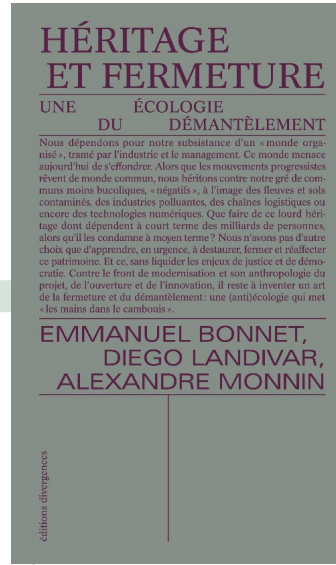 HÉRITAGE
ET FERMETURE
UNE ÉCOLOGIE
DU DÉMANTÈLEMENT
Nous dépendons pour notre subsistance d'un « monde orga-
nisé », tramé par l'industrie et le management. Ce monde menace
aujourd'hui de s'effondrer. Alors que les mouvements progressistes
rêvent de monde commun, nous héritons contre notre gré de com-
muns moins bucoliques, « négatifs », à l'image des fleuves et sols
contaminés, des industries polluantes, des chaînes logistiques ou
encore des technologies numériques. Que faire de ce lourd héri-
tage dont dépendent à court terme des milliards de personnes,
alors qu'il les condamne à moyen terme ? Nous n'avons pas d'autre
choix que d'apprendre, en urgence, à destaurer, fermer et réaffecter
ce patrimoine. Et ce, sans liquider les enjeux de justice et de démo-
cratie. Contre le front de modernisation et son anthropologie du
projet, de l'ouverture et de l'innovation, il reste à inventer un art
de la fermeture et du démantèlement : une (anti)écologie qui met
« les mains dans le cambouis ».
EMMANUEL BONNET,
DIEGO LANDIVAR,
ALEXANDRE MONNIN
éditions divergences